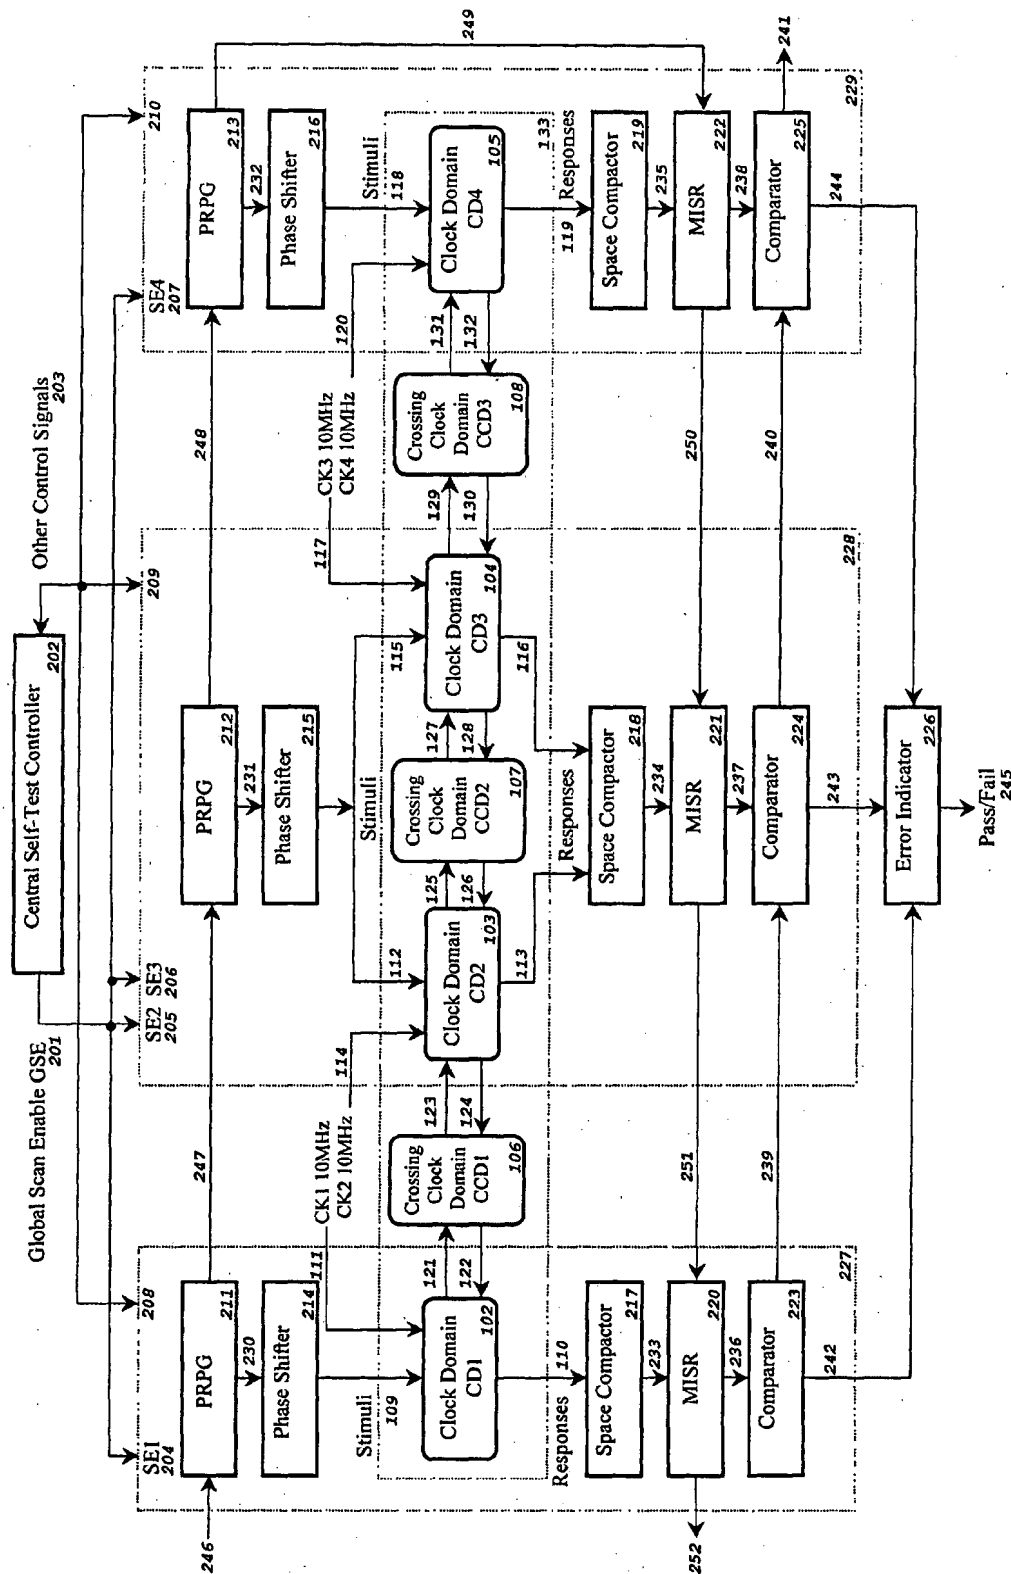 Central Self-Test Controller
202
Global Scan Enable GSE
201
Other Control Signals
203
SE1
204
208
SE2
205
SE3
206
209
SE4
207
210
246
PRPG
211
247
PRPG
212
248
PRPG
213
249
230
231
232
Phase Shifter
214
Phase Shifter
215
Phase Shifter
216
111
CK1 10MHz
CK2 10MHz
114
117
CK3 10MHz
CK4 10MHz
120
Stimuli
109
Stimuli
112
115
Stimuli
118
Clock Domain
CD1
102
121
122
Crossing
Clock
Domain
CCD1
106
123
124
Clock Domain
CD2
103
125
126
Crossing
Clock
Domain
CCD2
107
127
128
Clock Domain
CD3
104
129
130
Crossing
Clock
Domain
CCD3
108
131
132
Clock Domain
CD4
105
133
Responses
110
113
Responses
116
119
Responses
Space Compactor
217
Space Compactor
218
Space Compactor
219
233
234
235
252
MISR
220
251
MISR
221
250
MISR
222
236
237
238
Comparator
223
239
Comparator
224
240
Comparator
225
241
227
228
229
242
243
244
Error Indicator
226
Pass/Fail
245